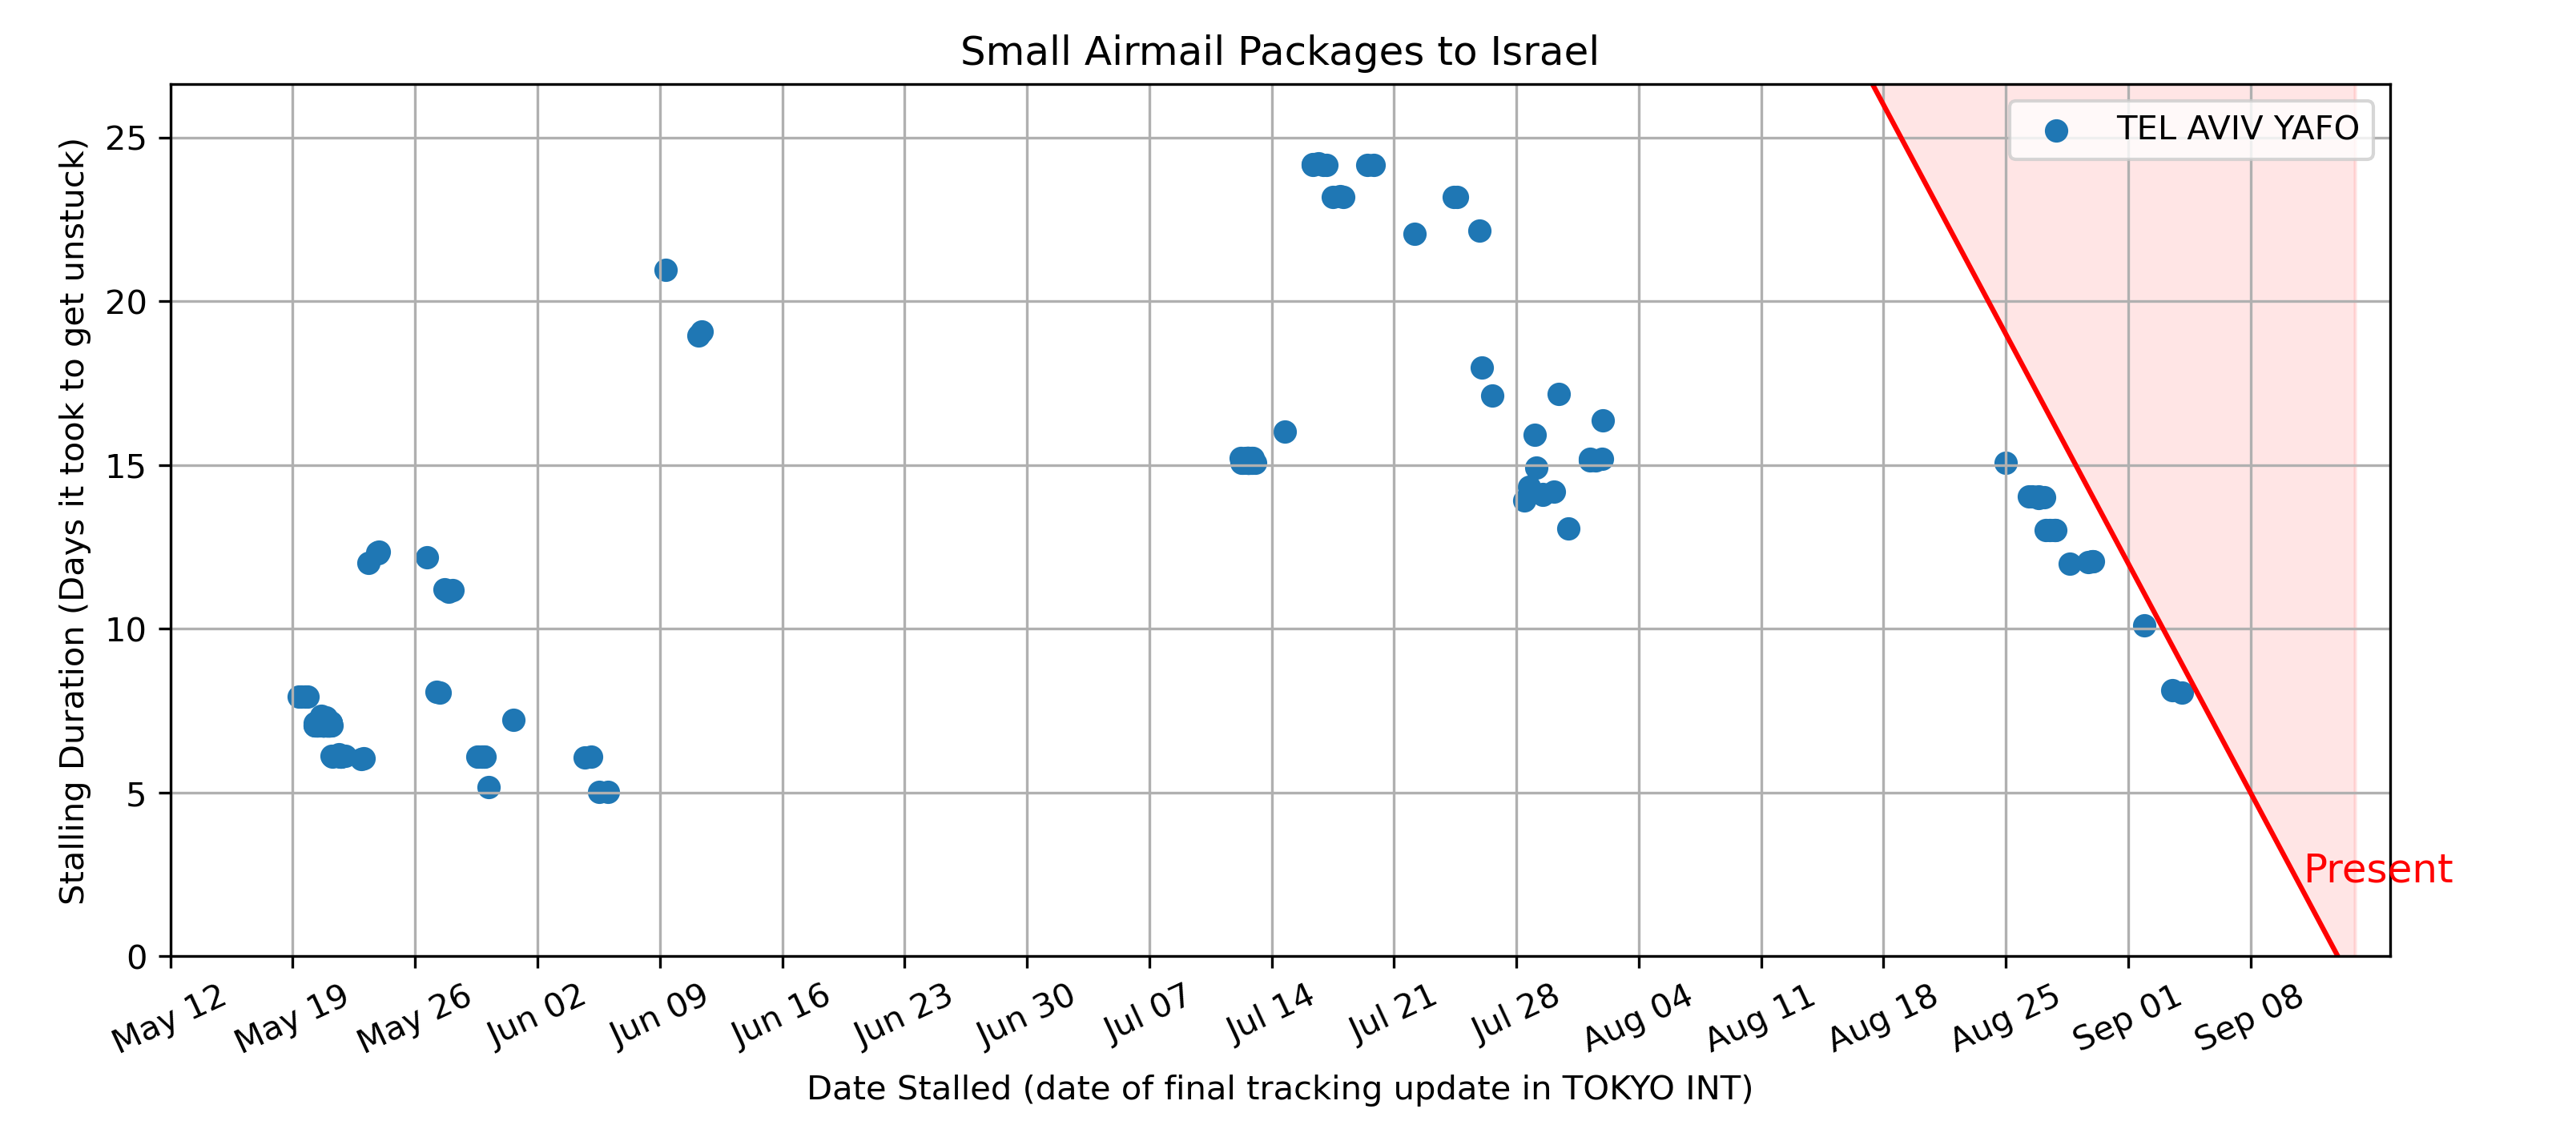 Small Airmail Packages to Israel
TEL AVIV YAFO
Stalling Duration (Days it took to get unstuck)
25
20
15
10
5
0
Present
May 12 May 19 May 26 Jun 02 Jun 09 Jun 16 Jun 23 Jun 30 Jul 07 Jul 14 Jul 21 Jul 28 Aug 04 Aug 11 Aug 18 Aug 25 Sep 01 Sep 08
Date Stalled (date of final tracking update in TOKYO INT)